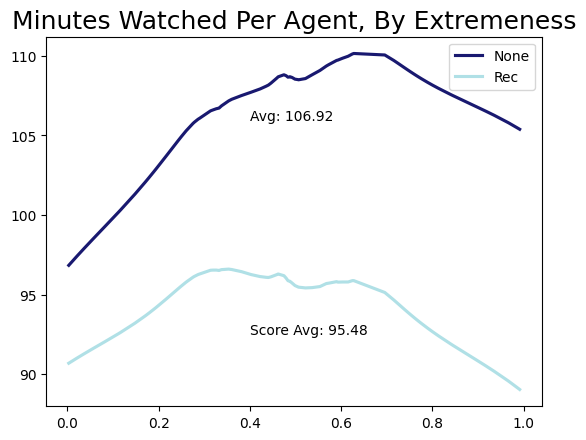 Minutes Watched Per Agent, By Extremeness
110
105
100
95
90
None
Rec
Avg: 106.92
Score Avg: 95.48
0.0
0.2
0.4
0.6
0.8
1.0